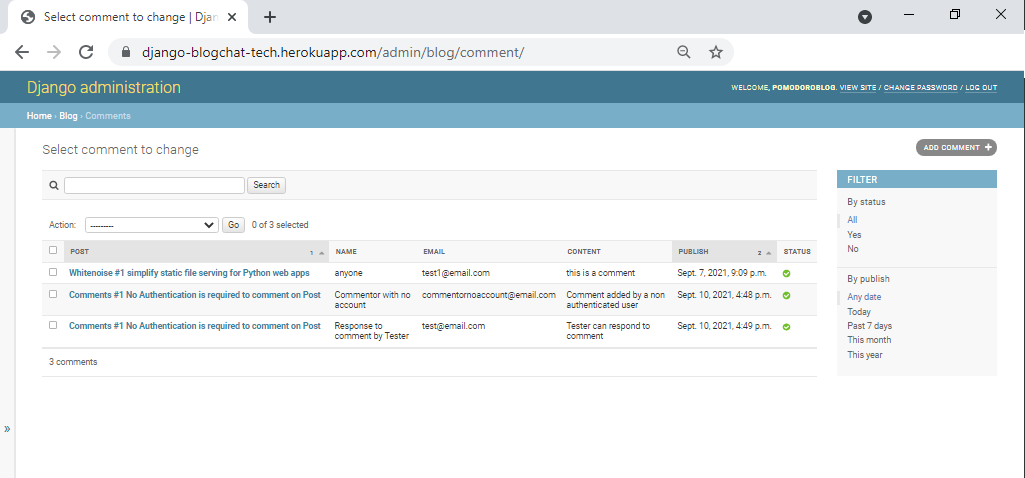 Select comment to change | Djan
django-blogchat-tech.herokuapp.com/admin/blog/comment/
Django administration
WELCOME, POMODOROBLOG. VIEW SITE / CHANGE PASSWORD / LOG OUT
Home › Blog › Comments
Select comment to change
ADD COMMENT +
Search
Action: --------- Go 0 of 3 selected
POST 1 NAME EMAIL CONTENT PUBLISH 2 STATUS
Whitenoise #1 simplify static file serving for Python web apps anyone test1@email.com this is a comment Sept. 7, 2021, 9:09 p.m.
Comments #1 No Authentication is required to comment on Post Commentor with no commentornoaccount@email.com Comment added by a non Sept. 10, 2021, 4:48 p.m.
account authenticated user
Comments #1 No Authentication is required to comment on Post Response to test@email.com Tester can respond to Sept. 10, 2021, 4:49 p.m.
comment by Tester comment
3 comments
FILTER
By status
All
Yes
No
By publish
Any date
Today
Past 7 days
This month
This year
»